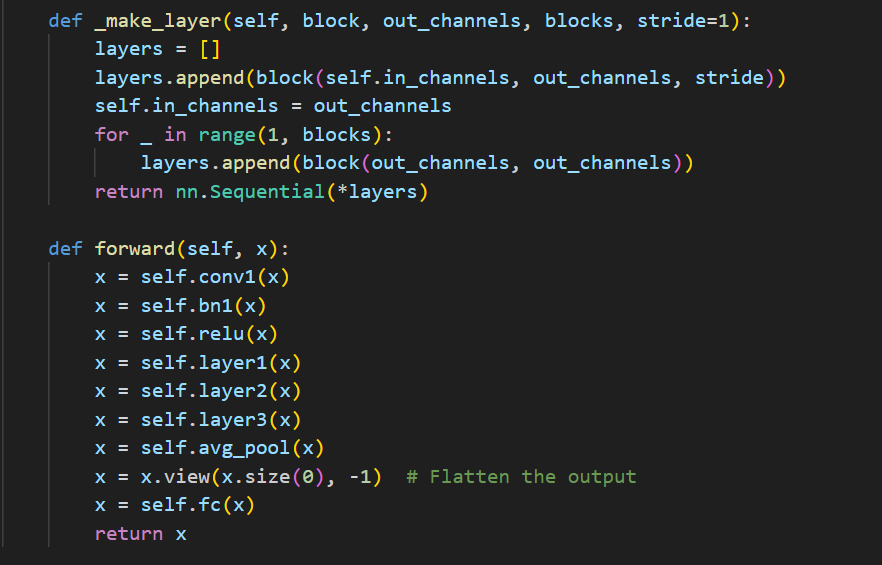 def _make_layer(self, block, out_channels, blocks, stride=1):
    layers = []
    layers.append(block(self.in_channels, out_channels, stride))
    self.in_channels = out_channels
    for _ in range(1, blocks):
        layers.append(block(out_channels, out_channels))
    return nn.Sequential(*layers)

def forward(self, x):
    x = self.conv1(x)
    x = self.bn1(x)
    x = self.relu(x)
    x = self.layer1(x)
    x = self.layer2(x)
    x = self.layer3(x)
    x = self.avg_pool(x)
    x = x.view(x.size(0), -1)  # Flatten the output
    x = self.fc(x)
    return x